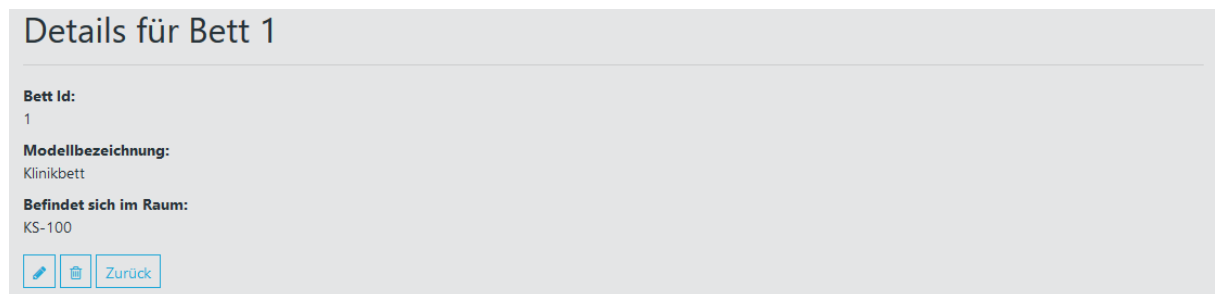 Details für Bett 1
Bett Id:
1
Modellbezeichnung:
Klinikbett
Befindet sich im Raum:
KS-100
Zurück